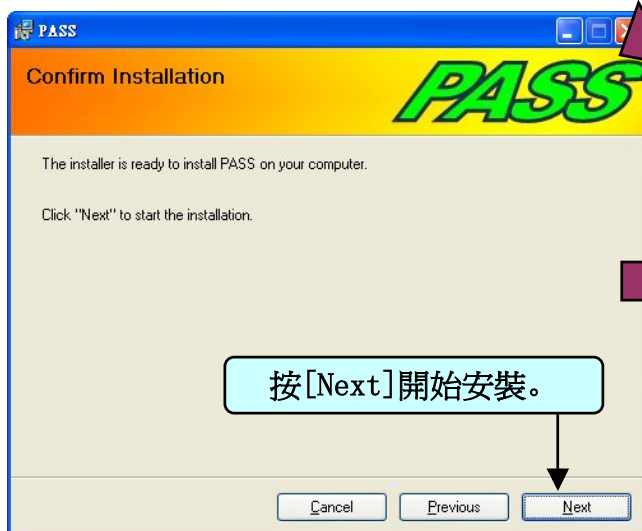 PASS
Confirm Installation
PASS
The installer is ready to install PASS on your computer.
Click "Next" to start the installation.
按[Next]開始安裝。
Cancel
Previous
Next